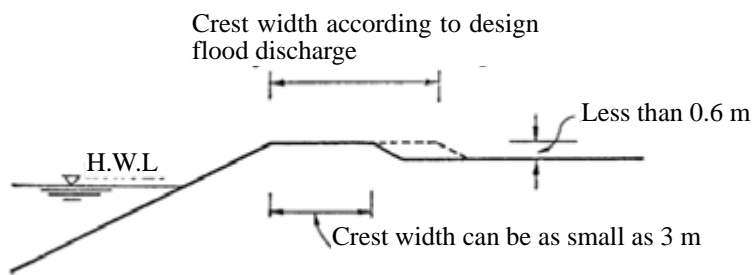 Crest width according to design
flood discharge
Less than 0.6 m
H.W.L
Crest width can be as small as 3 m